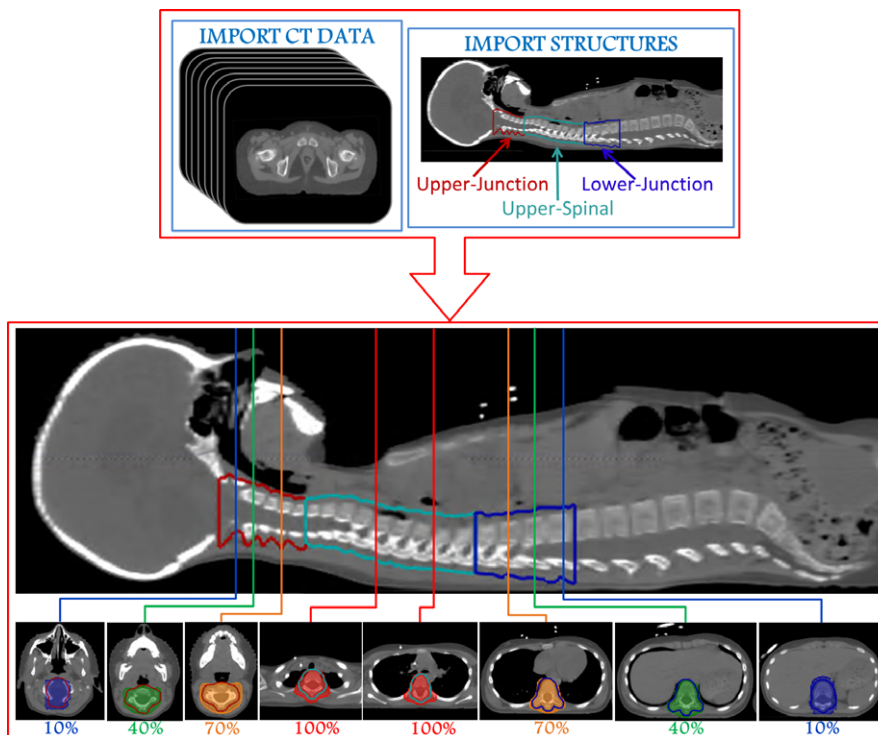 IMPORT CT DATA
IMPORT STRUCTURES
Upper-Junction
Lower-Junction
Upper-Spinal
10%
40%
70%
100%
100%
70%
40%
10%